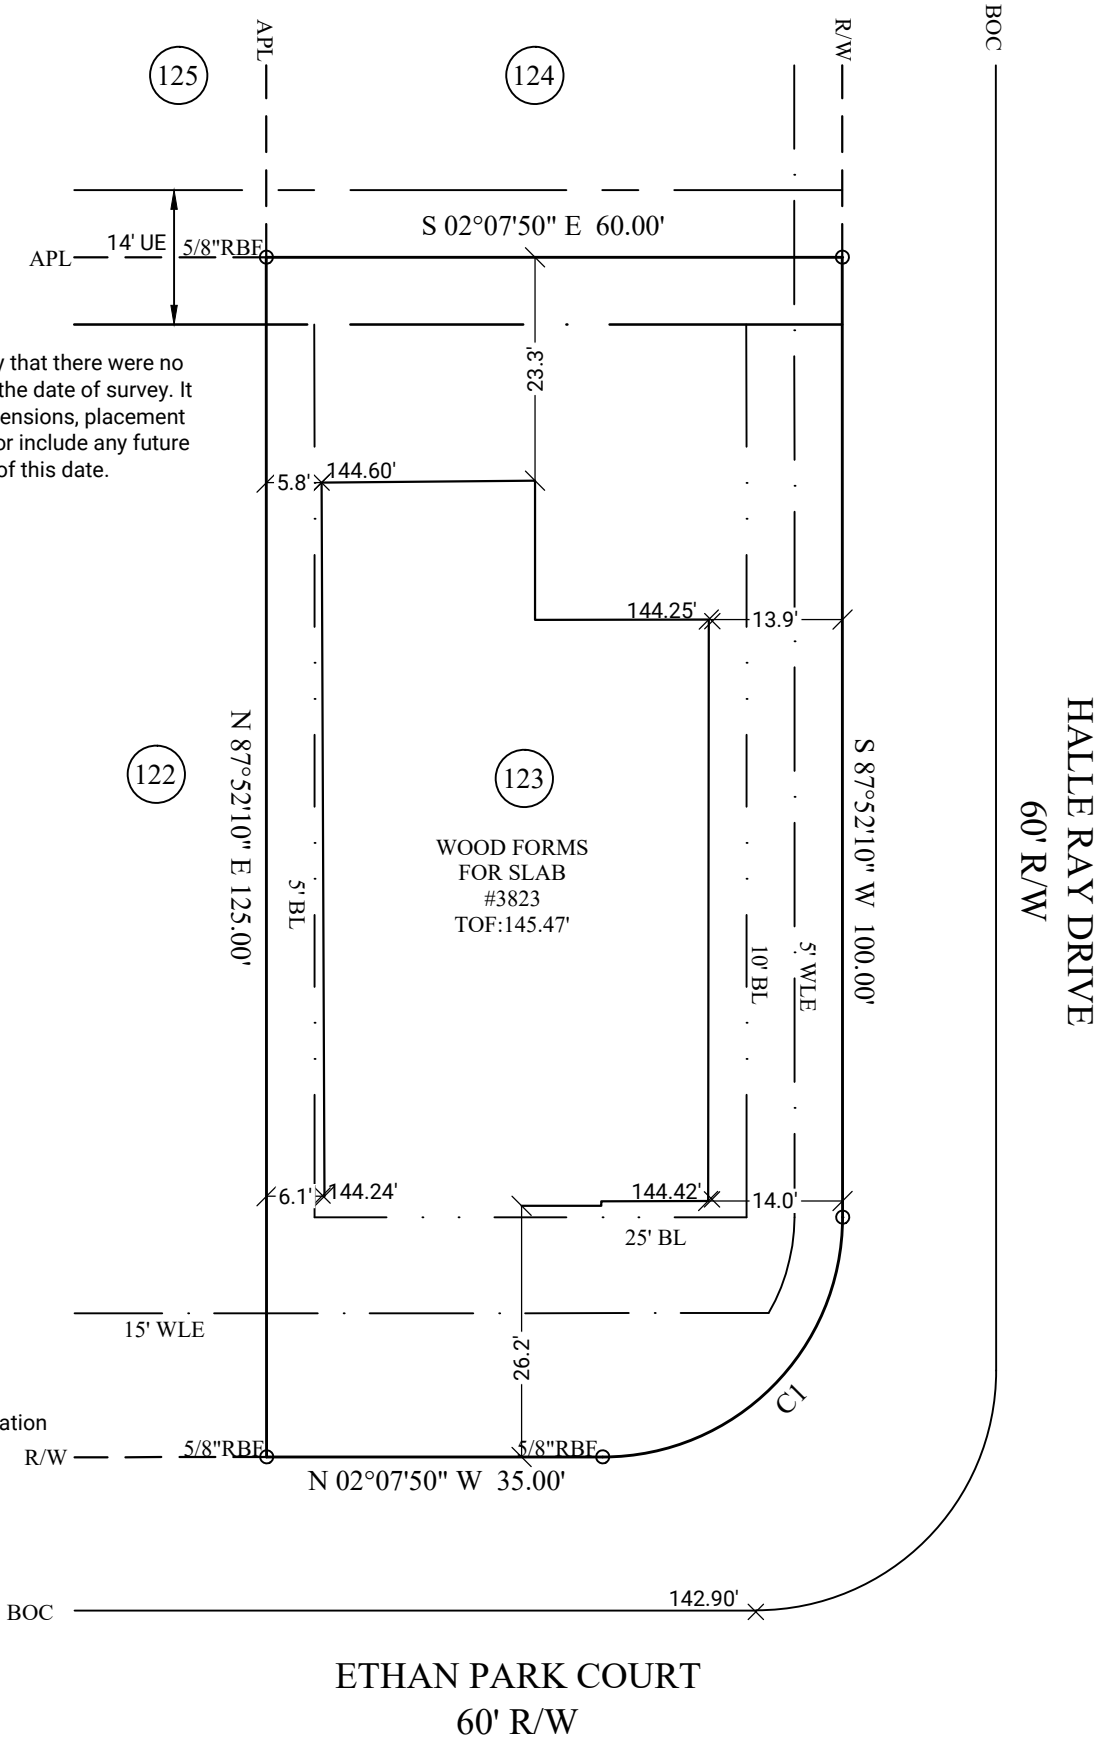 APL
R/W
BOC
125
124
S 02°07'50" E 60.00'
14' UE
5/8"RBF
APL
y that there were no
the date of survey. It
ensions, placement
or include any future
of this date.
23.3'
5.8'
144.60'
144.25'
13.9'
N 87°52'10" E 125.00'
122
5' BL
123
WOOD FORMS
FOR SLAB
#3823
TOF:145.47'
10' BL
5' WLE
S 87°52'10" W 100.00'
HALLE RAY DRIVE
60' R/W
6.1'
144.24'
144.42'
14.0'
25' BL
15' WLE
26.2'
C1
ation
R/W
5/8"RBF
5/8"RBF
N 02°07'50" W 35.00'
142.90'
BOC
ETHAN PARK COURT
60' R/W